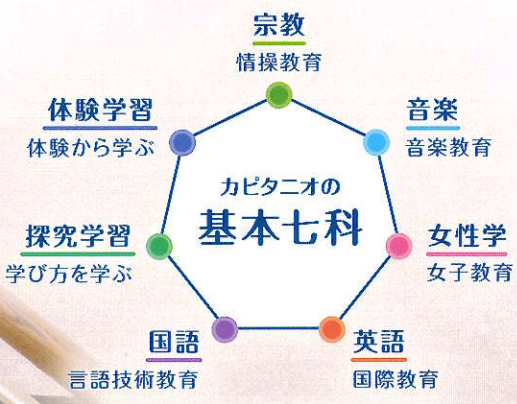 宗教
情操教育
体験学習
体験から学ぶ
音楽
音楽教育
カピタニオの
基本七科
探究学習
学び方を学ぶ
女性学
女子教育
国語
言語技術教育
英語
国際教育